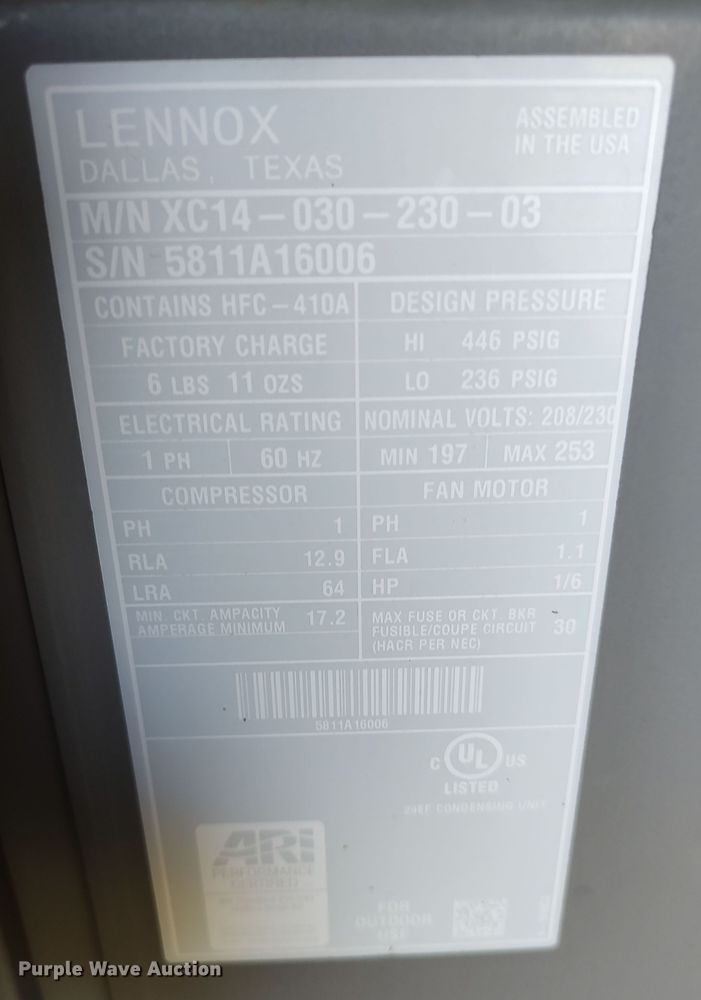 LENNOX
DALLAS, TEXAS
ASSEMBLED
IN THE USA
M/N XC14-030-230-03
S/N 5811A16006
CONTAINS HFC-410A
DESIGN PRESSURE
FACTORY CHARGE
HI 446 PSIG
6 LBS 11 OZS
LO 236 PSIG
ELECTRICAL RATING
NOMINAL VOLTS: 208/230
1 PH 60 HZ
MIN 197 MAX 253
COMPRESSOR
FAN MOTOR
PH 1
PH 1
RLA 12.9
FLA 1.1
LRA 64
HP 1/6
MIN. CKT. AMPACITY
AMPERAGE MINIMUM
17.2
MAX FUSE OR CKT. BKR
FUSIBLE/COUPE CIRCUIT
(HACR PER NEC)
30
5811A16006
C UL US
LISTED
CONDENSING UNIT
ARI
PERFORMANCE
CERTIFIED
FOR
OUTDOOR
USE
Purple Wave Auction